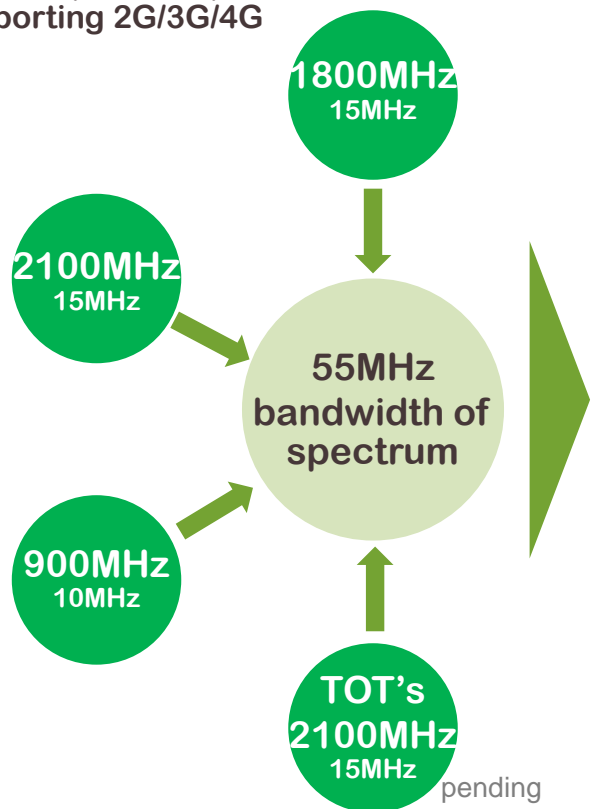 porting 2G/3G/4G
1800MHz
15MHz
2100MHz
15MHz
55MHz
bandwidth of
spectrum
900MHz
10MHz
TOT's
2100MHz
15MHz
pending